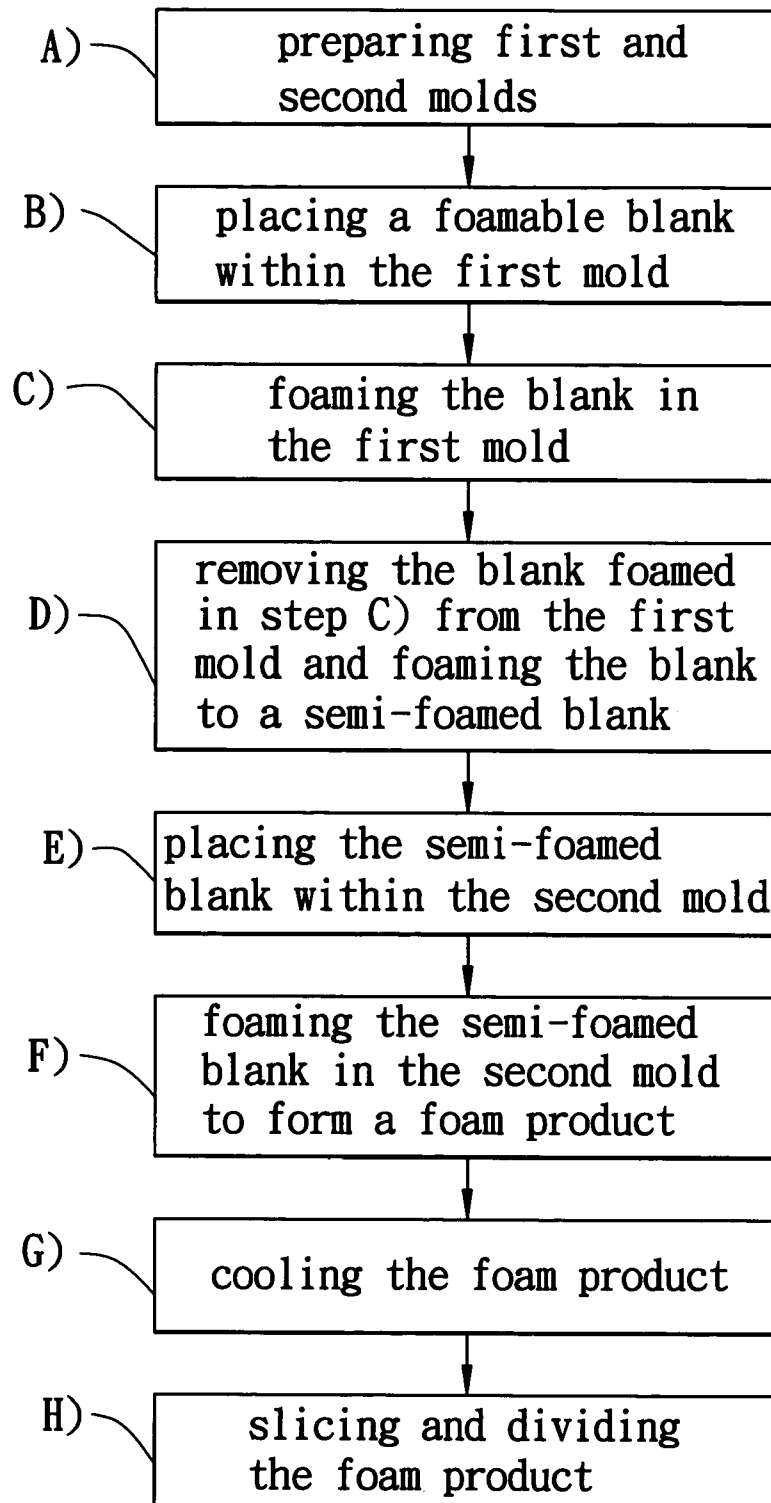 A)
preparing first and
second molds
B)
placing a foamable blank
within the first mold
C)
foaming the blank in
the first mold
D)
removing the blank foamed
in step C) from the first
mold and foaming the blank
to a semi-foamed blank
E)
placing the semi-foamed
blank within the second mold
F)
foaming the semi-foamed
blank in the second mold
to form a foam product
G)
cooling the foam product
H)
slicing and dividing
the foam product